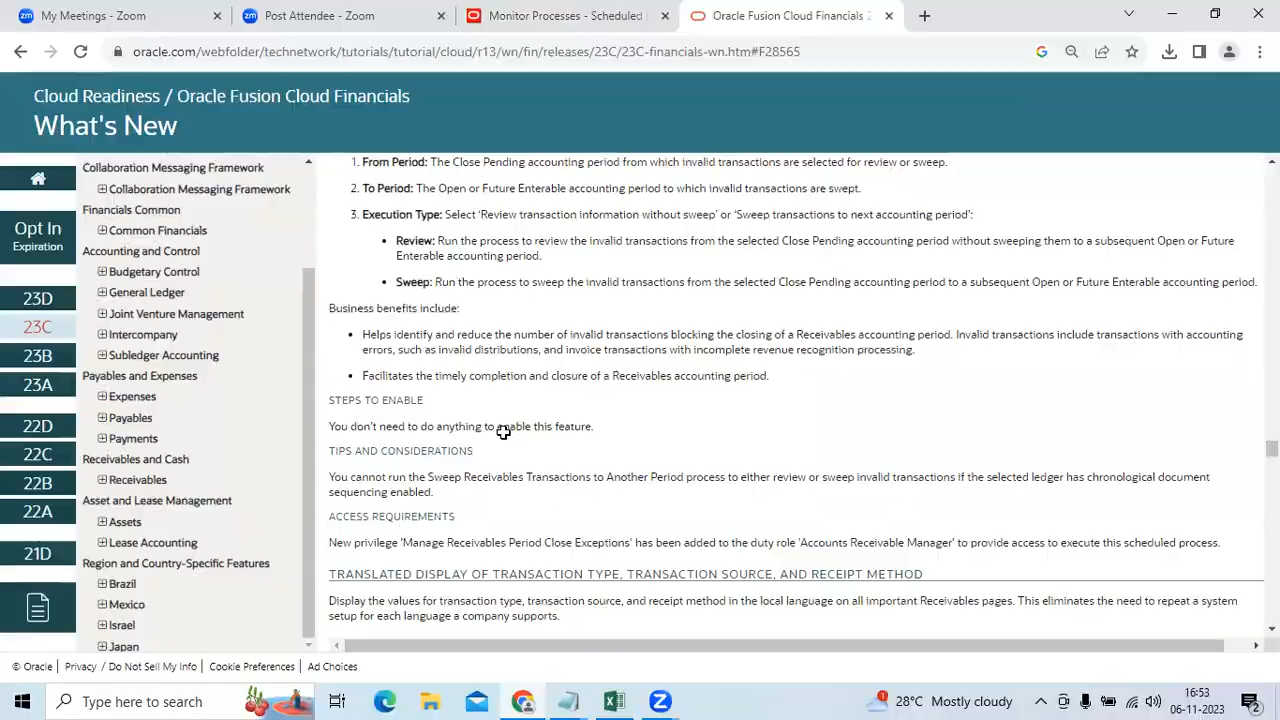 My Meetings - Zoom
Post Attendee - Zoom
Monitor Processes - Scheduled
Oracle Fusion Cloud Financials
oracle.com/webfolder/technetwork/tutorials/tutorial/cloud/r13/wn/fin/releases/23C/23C-financials-wn.htm#F28565
Cloud Readiness / Oracle Fusion Cloud Financials
What's New
Opt In
Expiration
23D
23C
23B
23A
22D
22C
22B
22A
21D
Collaboration Messaging Framework
Collaboration Messaging Framework
Financials Common
Common Financials
Accounting and Control
Budgetary Control
General Ledger
Joint Venture Management
Intercompany
Subledger Accounting
Payables and Expenses
Expenses
Payables
Payments
Receivables and Cash
Receivables
Asset and Lease Management
Assets
Lease Accounting
Region and Country-Specific Features
Brazil
Mexico
Israel
Japan
1. From Period: The Close Pending accounting period from which invalid transactions are selected for review or sweep.
2. To Period: The Open or Future Enterable accounting period to which invalid transactions are swept.
3. Execution Type: Select 'Review transaction information without sweep' or 'Sweep transactions to next accounting period':
• Review: Run the process to review the invalid transactions from the selected Close Pending accounting period without sweeping them to a subsequent Open or Future
Enterable accounting period.
• Sweep: Run the process to sweep the invalid transactions from the selected Close Pending accounting period to a subsequent Open or Future Enterable accounting period.
Business benefits include:
• Helps identify and reduce the number of invalid transactions blocking the closing of a Receivables accounting period. Invalid transactions include transactions with accounting
errors, such as invalid distributions, and invoice transactions with incomplete revenue recognition processing.
• Facilitates the timely completion and closure of a Receivables accounting period.
STEPS TO ENABLE
You don't need to do anything to enable this feature.
TIPS AND CONSIDERATIONS
You cannot run the Sweep Receivables Transactions to Another Period process to either review or sweep invalid transactions if the selected ledger has chronological document
sequencing enabled.
ACCESS REQUIREMENTS
New privilege 'Manage Receivables Period Close Exceptions' has been added to the duty role 'Accounts Receivable Manager' to provide access to execute this scheduled process.
TRANSLATED DISPLAY OF TRANSACTION TYPE, TRANSACTION SOURCE, AND RECEIPT METHOD
Display the values for transaction type, transaction source, and receipt method in the local language on all important Receivables pages. This eliminates the need to repeat a system
setup for each language a company supports.
© Oracle | Privacy / Do Not Sell My Info | Cookie Preferences | Ad Choices
Type here to search
28°C Mostly cloudy
16:53
06-11-2023
2